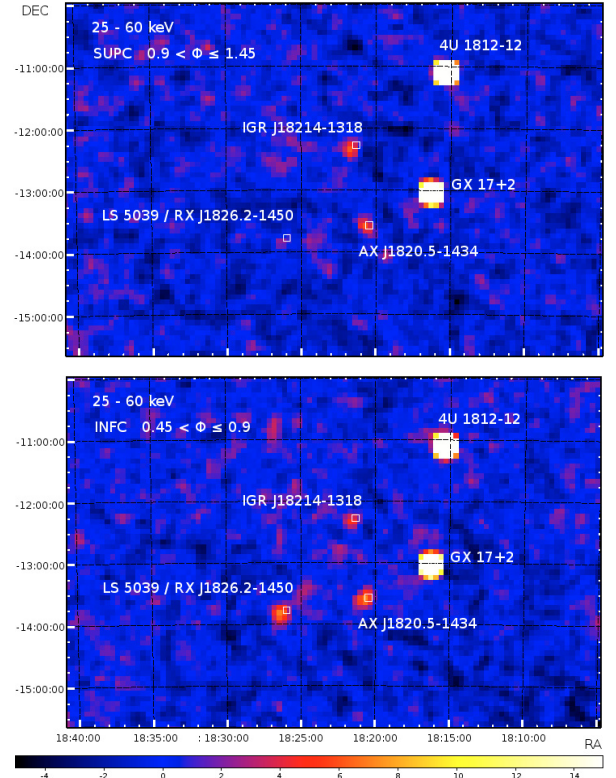 DEC
25 - 60 keV
SUPC 0.9 < Φ ≤ 1.45
4U 1812-12
-11:00:00
IGR J18214-1318
-12:00:00
GX 17+2
-13:00:00
LS 5039 / RX J1826.2-1450
AX J1820.5-1434
-14:00:00
-15:00:00
25 - 60 keV
INFC 0.45 < Φ ≤ 0.9
4U 1812-12
-11:00:00
IGR J18214-1318
-12:00:00
GX 17+2
-13:00:00
LS 5039 / RX J1826.2-1450
AX J1820.5-1434
-14:00:00
-15:00:00
18:40:00 18:35:00 : 18:30:00 18:25:00 18:20:00 18:15:00 18:10:00 RA
-4 -2 0 2 4 6 8 10 12 14